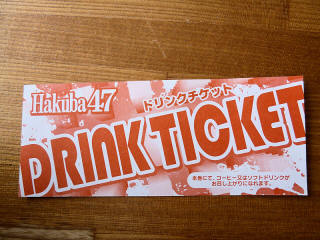 Hakuba47
ドリンクチケット
DRINK TICKET
本券にて、コーヒー又はソフトドリンクが
お召し上がりになれます。